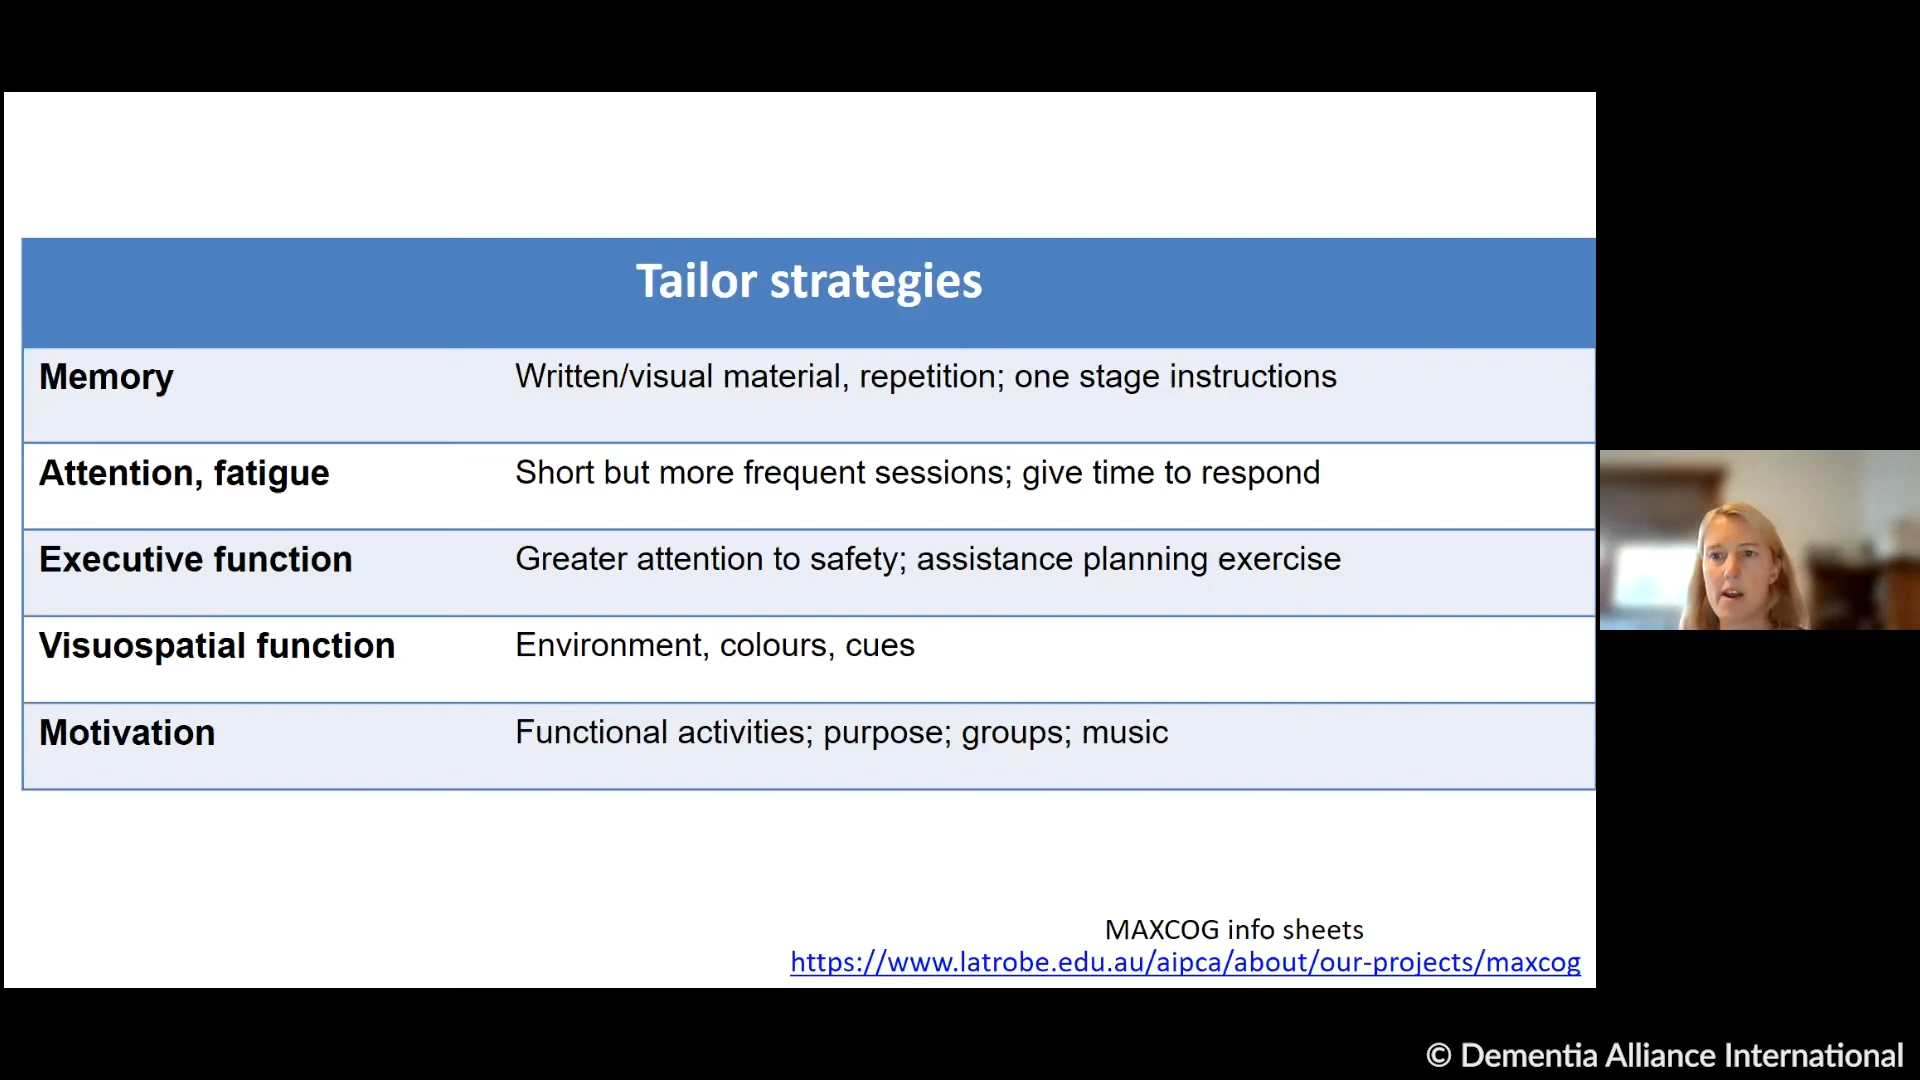 Tailor strategies
Memory
Written/visual material, repetition; one stage instructions
Attention, fatigue
Short but more frequent sessions; give time to respond
Executive function
Greater attention to safety; assistance planning exercise
Visuospatial function
Environment, colours, cues
Motivation
Functional activities; purpose; groups; music
MAXCOG info sheets
https://www.latrobe.edu.au/aipca/about/our-projects/maxcog
© Dementia Alliance International